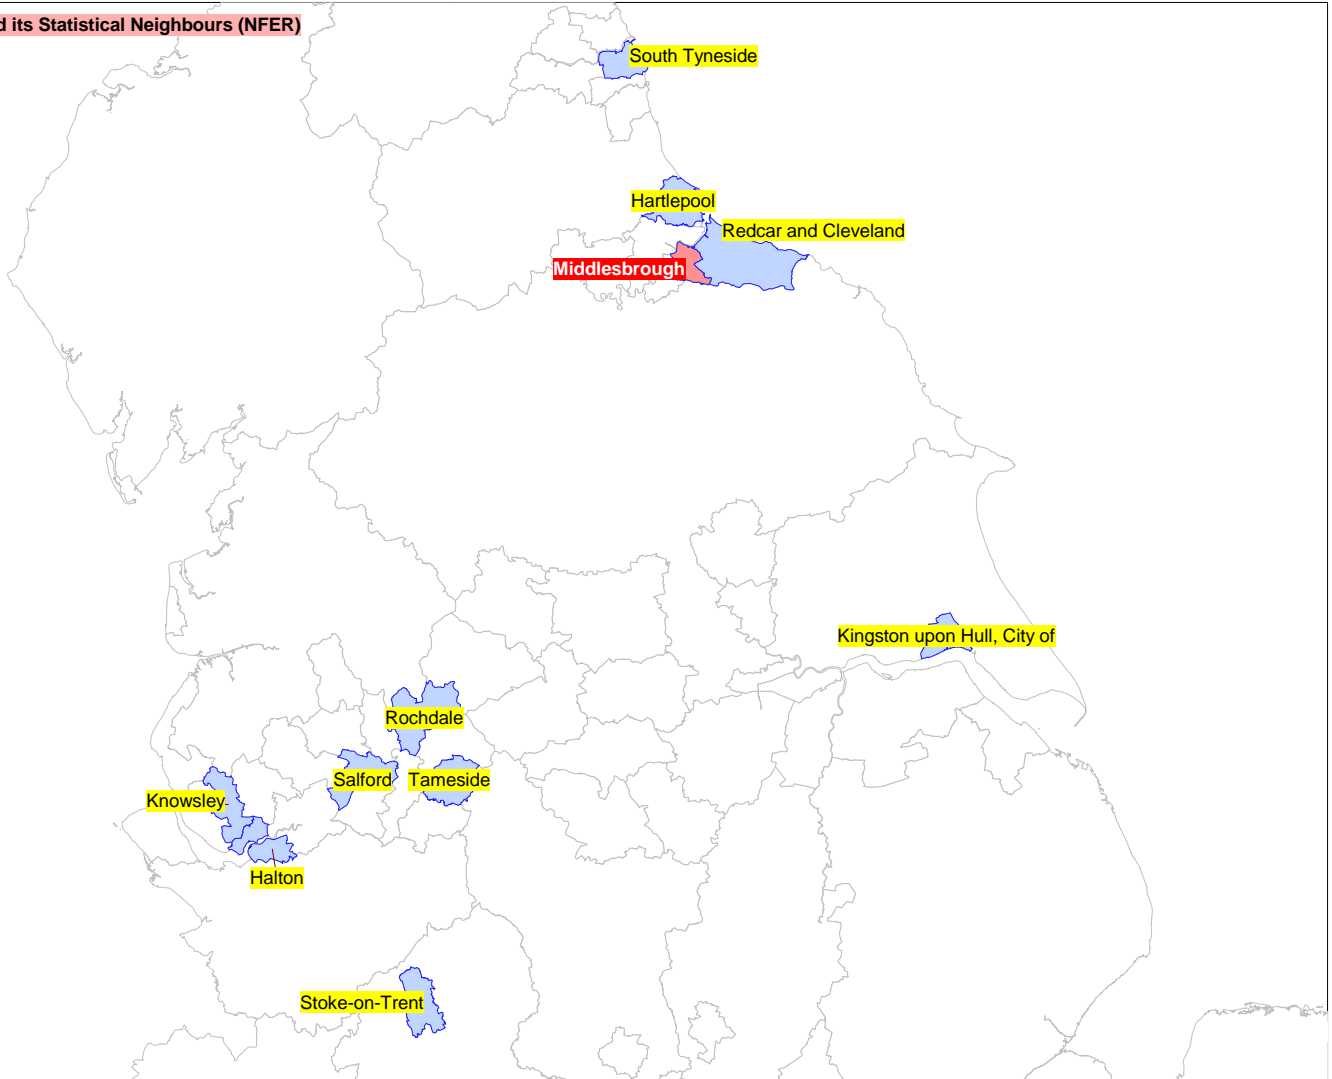 d its Statistical Neighbours (NFER)
South Tyneside
Hartlepool
Redcar and Cleveland
Middlesbrough
Kingston upon Hull, City of
Rochdale
Salford
Tameside
Knowsley
Halton
Stoke-on-Trent